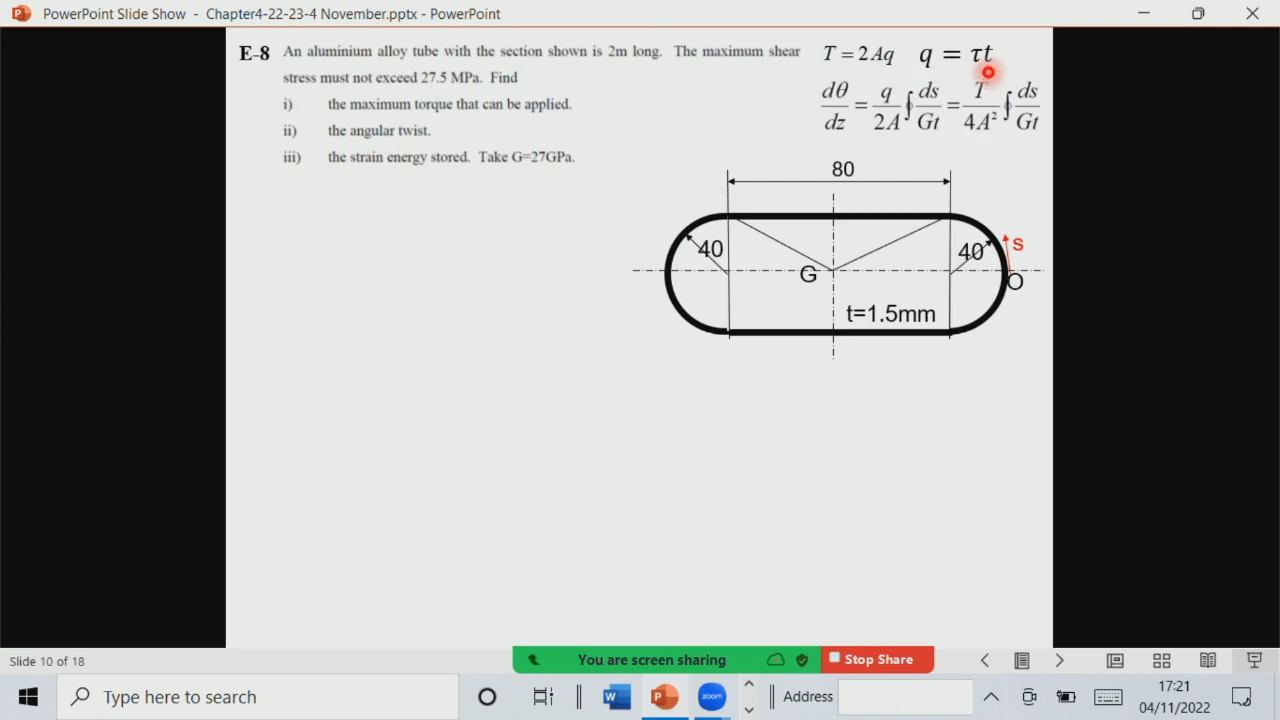 PowerPoint Slide Show - Chapter4-22-23-4 November.pptx - PowerPoint
E-8 An aluminium alloy tube with the section shown is 2m long. The maximum shear
stress must not exceed 27.5 MPa. Find
i) the maximum torque that can be applied.
ii) the angular twist.
iii) the strain energy stored. Take G=27GPa.
T = 2Aq q = τt
dθ/dz = q/2A ∮ ds/Gt = T/4A² ∮ ds/Gt
80
40
40
s
G
O
t=1.5mm
Slide 10 of 18
You are screen sharing
Stop Share
Type here to search
W
P
zoom
Address
17:21
04/11/2022